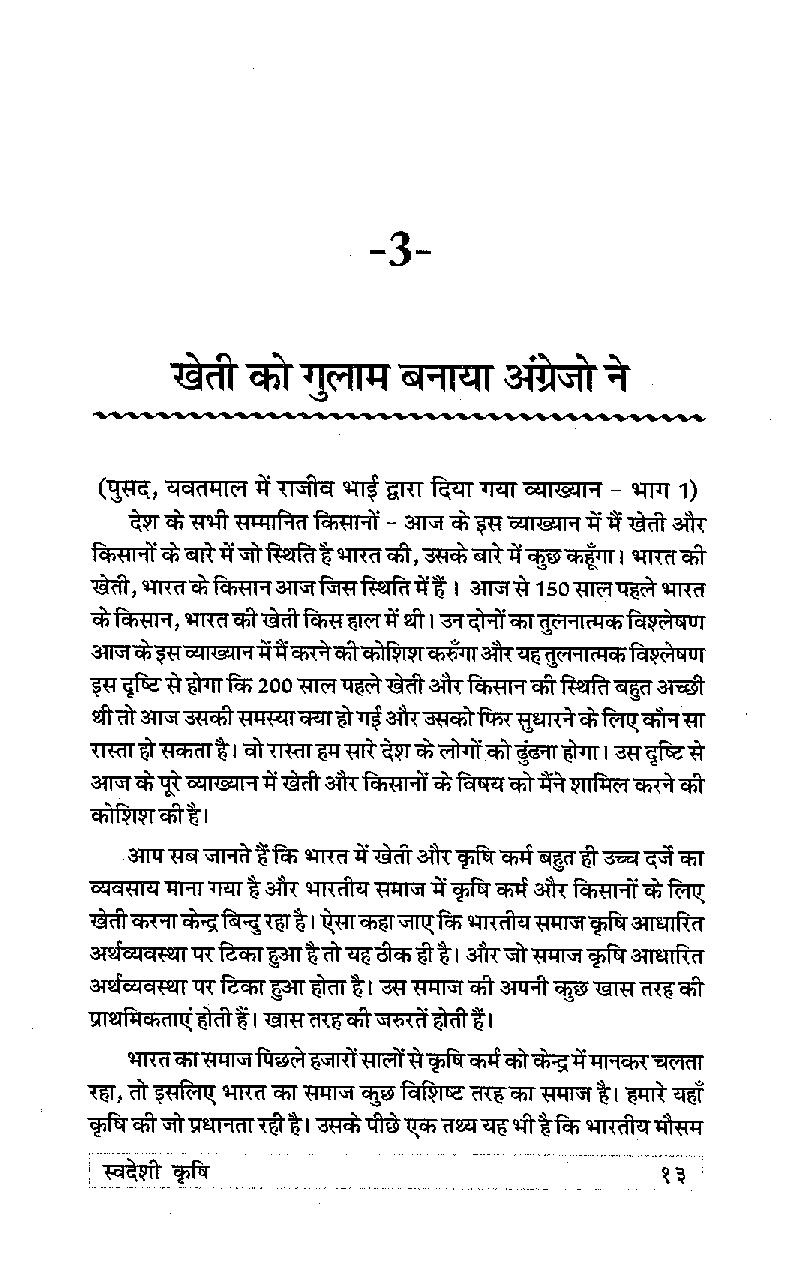 -3-
खेती को गुलाम बनाया अंग्रेजो ने
(पुसद, यवतमाल में राजीव भाई द्वारा दिया गया व्याख्यान - भाग 1)
देश के सभी सम्मानित किसानों - आज के इस व्याख्यान में मैं खेती और
किसानों के बारे में जो स्थिति है भारत की, उसके बारे में कुछ कहूँगा। भारत की
खेती, भारत के किसान आज जिस स्थिति में हैं। आज से 150 साल पहले भारत
के किसान, भारत की खेती किस हाल में थी। उन दोनों का तुलनात्मक विश्लेषण
आज के इस व्याख्यान में मैं करने की कोशिश करुँगा और यह तुलनात्मक विश्लेषण
इस दृष्टि से होगा कि 200 साल पहले खेती और किसान की स्थिति बहुत अच्छी
थी तो आज उसकी समस्या क्या हो गई और उसको फिर सुधारने के लिए कौन सा
रास्ता हो सकता है। वो रास्ता हम सारे देश के लोगों को ढुंढना होगा। उस दृष्टि से
आज के पूरे व्याख्यान में खेती और किसानों के विषय को मैंने शामिल करने की
कोशिश की है।
आप सब जानते हैं कि भारत में खेती और कृषि कर्म बहुत ही उच्च दर्जे का
व्यवसाय माना गया है और भारतीय समाज में कृषि कर्म और किसानों के लिए
खेती करना केन्द्र बिन्दु रहा है। ऐसा कहा जाए कि भारतीय समाज कृषि आधारित
अर्थव्यवस्था पर टिका हुआ है तो यह ठीक ही है। और जो समाज कृषि आधारित
अर्थव्यवस्था पर टिका हुआ होता है। उस समाज की अपनी कुछ खास तरह की
प्राथमिकताएं होती हैं। खास तरह की जरुरतें होती हैं।
भारत का समाज पिछले हजारों सालों से कृषि कर्म को केन्द्र में मानकर चलता
रहा, तो इसलिए भारत का समाज कुछ विशिष्ट तरह का समाज है। हमारे यहाँ
कृषि की जो प्रधानता रही है। उसके पीछे एक तथ्य यह भी है कि भारतीय मौसम
स्वदेशी कृषि १३